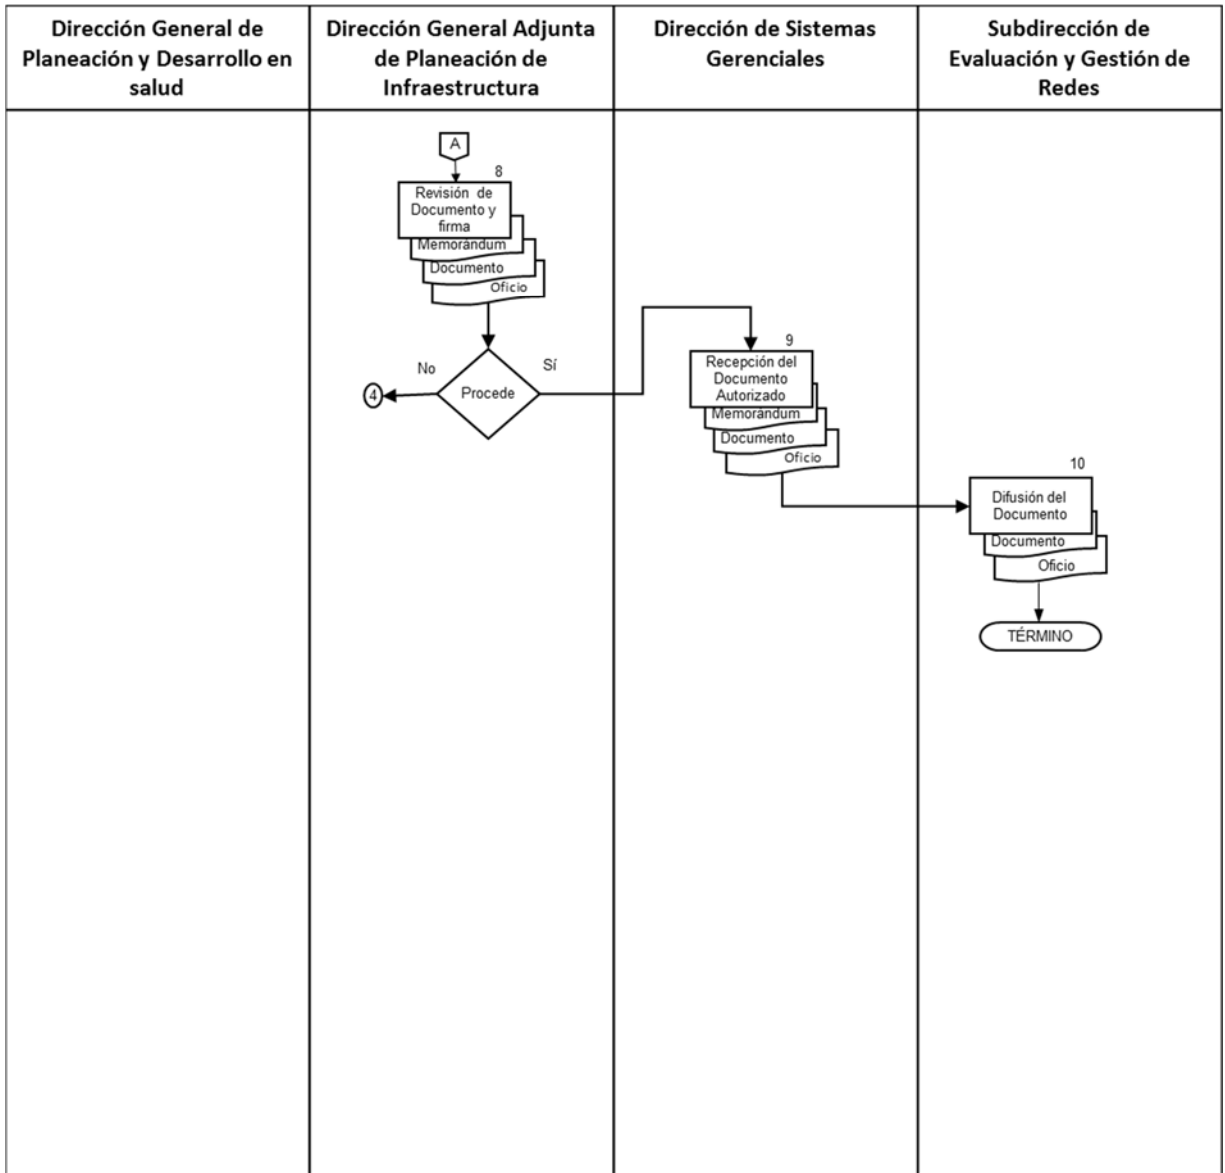 Dirección General de
Planeación y Desarrollo en
salud
Dirección General Adjunta
de Planeación de
Infraestructura
Dirección de Sistemas
Gerenciales
Subdirección de
Evaluación y Gestión de
Redes
A
8
Revisión de
Documento y
firma
Memorándum
Documento
Oficio
No
Sí
4
Procede
9
Recepción del
Documento
Autorizado
Memorándum
Documento
Oficio
10
Difusión del
Documento
Documento
Oficio
TÉRMINO